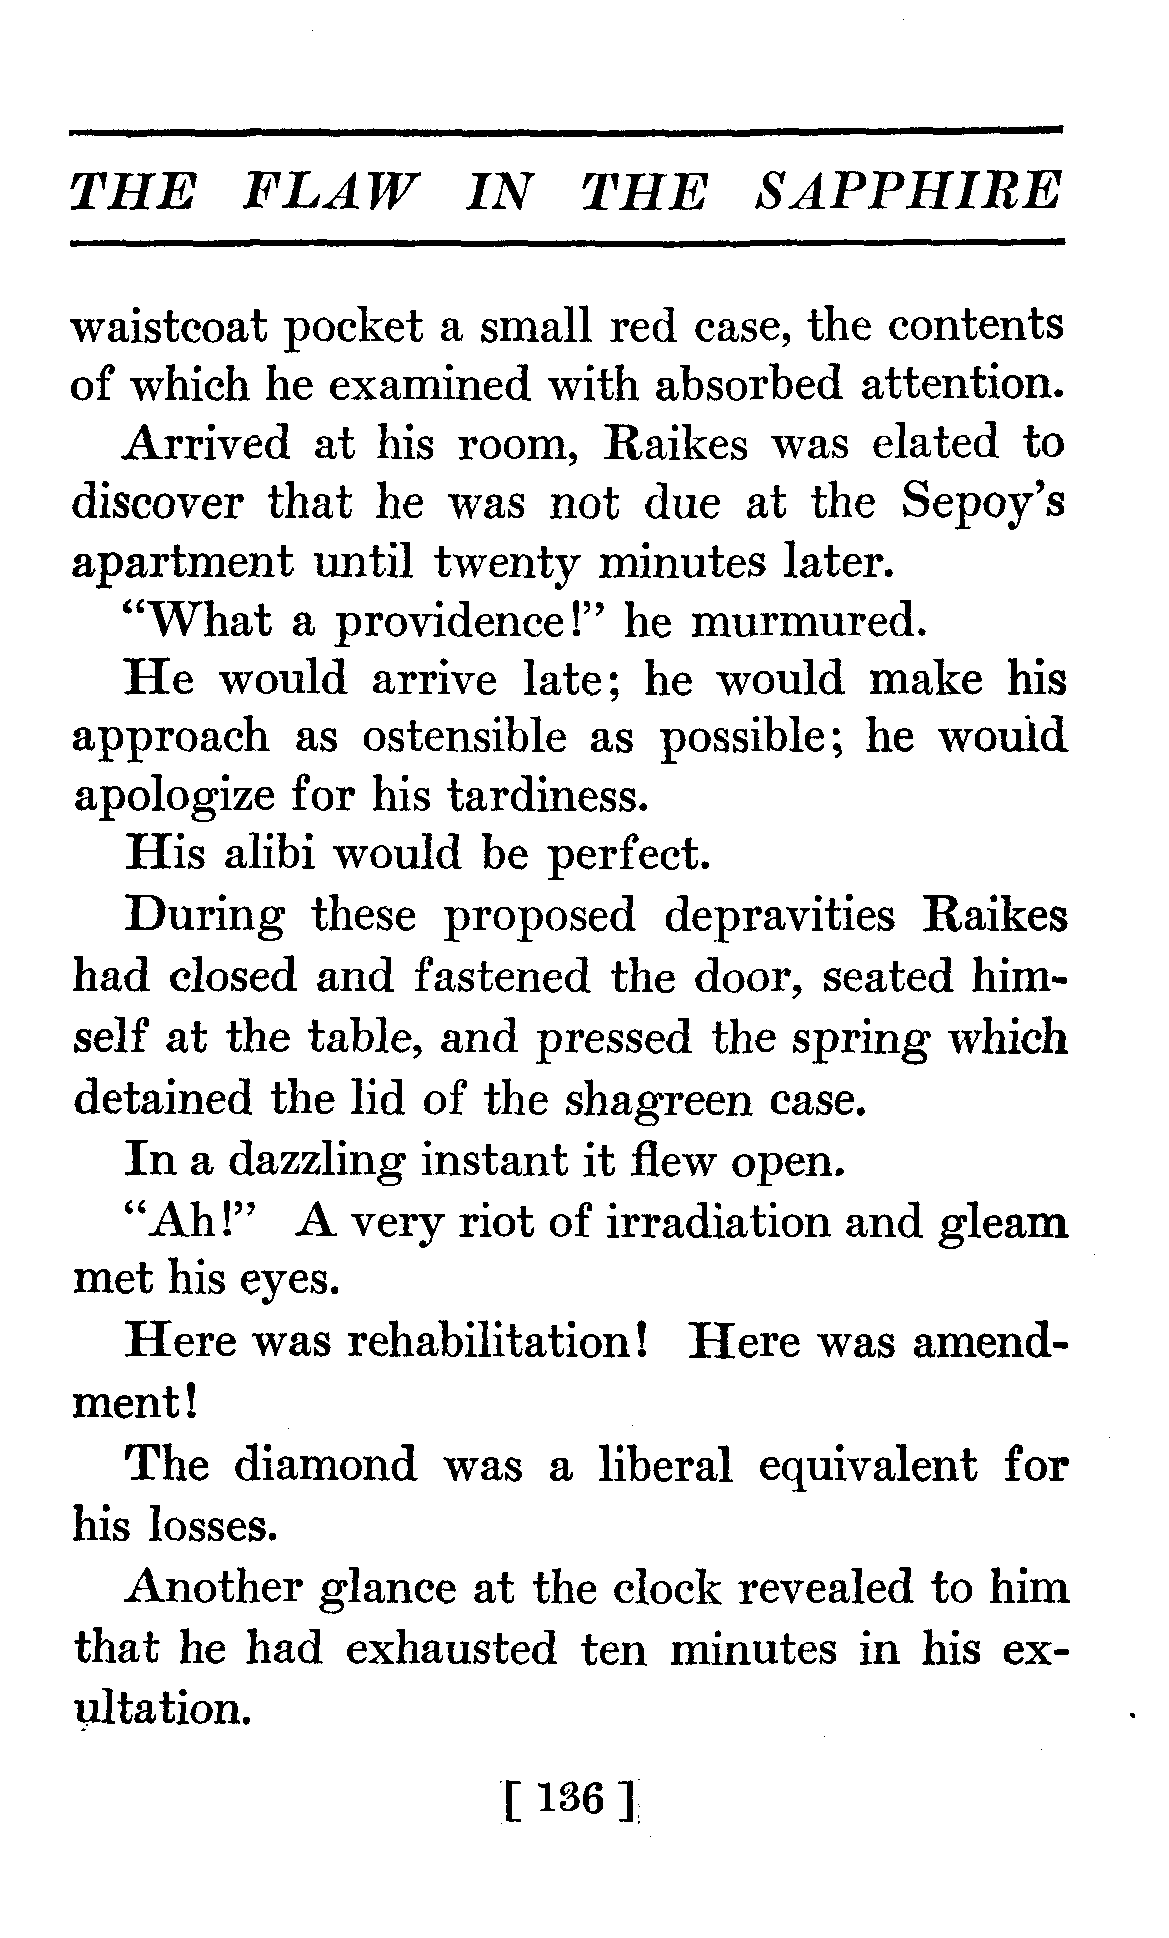 THE FLAW IN THE SAPPHIRE
waistcoat pocket a small red case, the contents
of which he examined with absorbed attention.
Arrived at his room, Raikes was elated to
discover that he was not due at the Sepoy's
apartment until twenty minutes later.
"What a providence!" he murmured.
He would arrive late; he would make his
approach as ostensible as possible; he would
apologize for his tardiness.
His alibi would be perfect.
During these proposed depravities Raikes
had closed and fastened the door, seated him-
self at the table, and pressed the spring which
detained the lid of the shagreen case.
In a dazzling instant it flew open.
"Ah!" A very riot of irradiation and gleam
met his eyes.
Here was rehabilitation! Here was amend-
ment!
The diamond was a liberal equivalent for
his losses.
Another glance at the clock revealed to him
that he had exhausted ten minutes in his ex-
ultation.
[ 136 ]